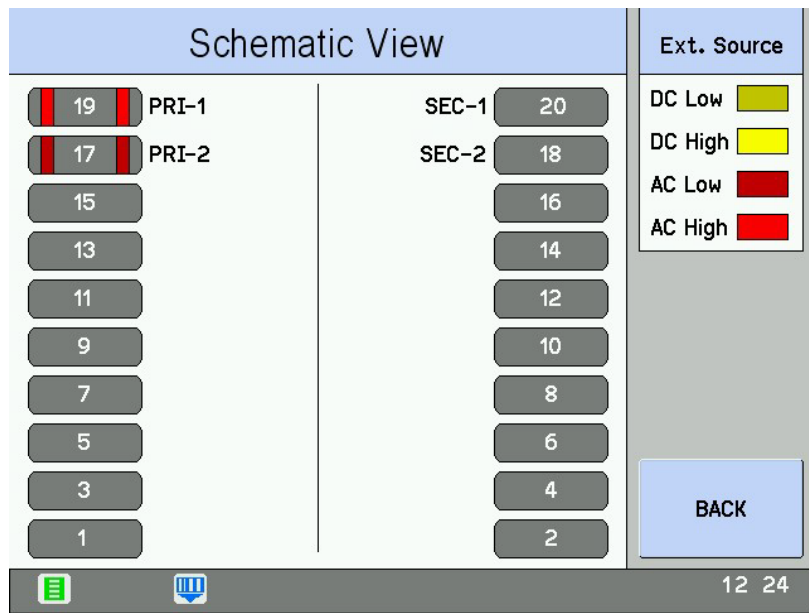 Schematic View
Ext. Source
19 PRI-1 SEC-1 20
17 PRI-2 SEC-2 18
15 16
13 14
11 12
9 10
7 8
5 6
3 4
1 2
DC Low
DC High
AC Low
AC High
BACK
12 24